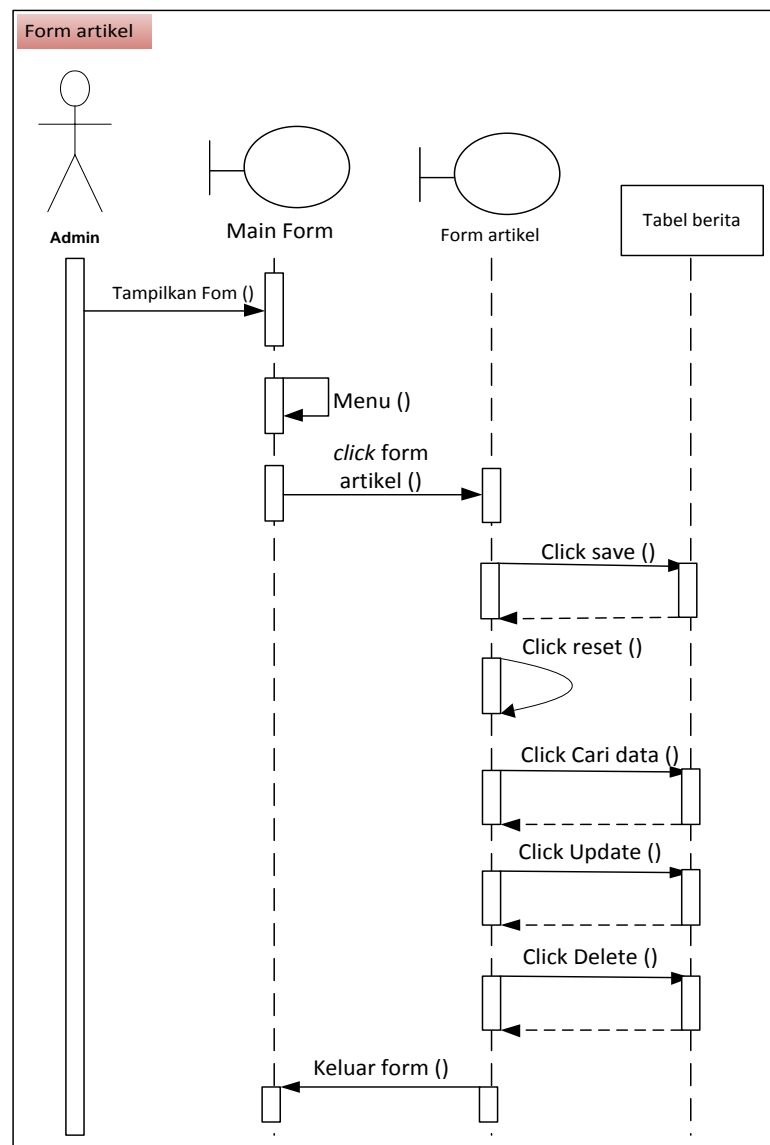 Form artikel
Admin
Main Form
Form artikel
Tabel berita
Tampilkan Fom ()
Menu ()
click form
artikel ()
Click save ()
Click reset ()
Click Cari data ()
Click Update ()
Click Delete ()
Keluar form ()